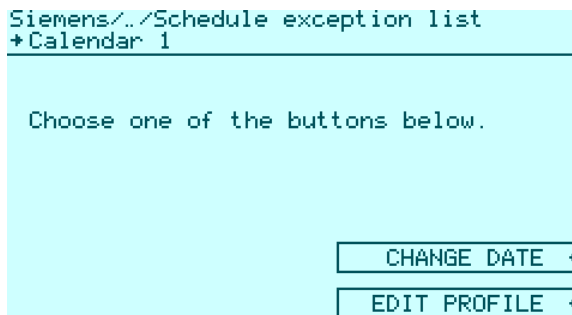 Siemens/../Schedule exception list
→Calendar 1
Choose one of the buttons below.
CHANGE DATE
EDIT PROFILE